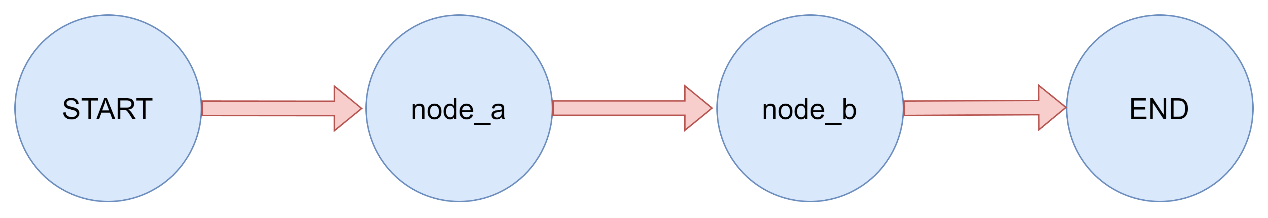 START
node_a
node_b
END